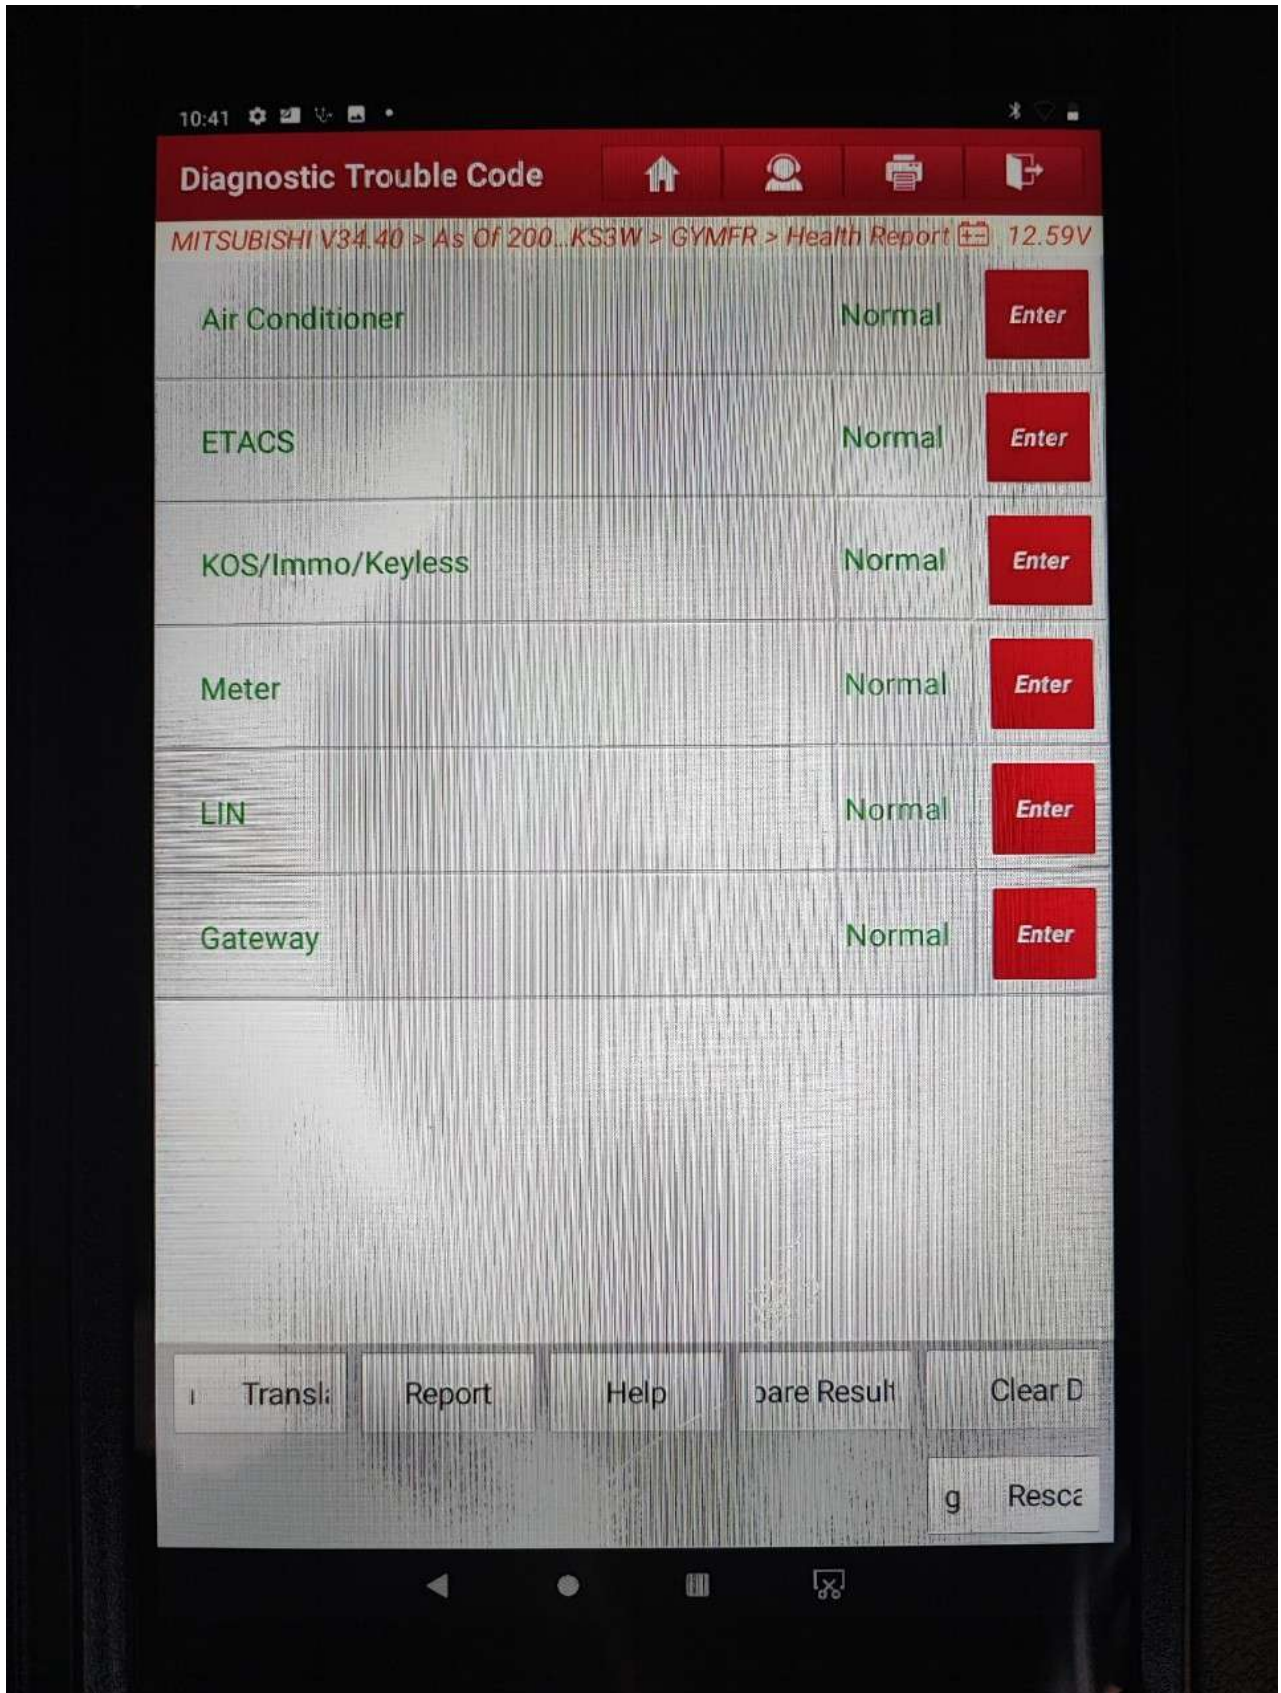 10:41
Diagnostic Trouble Code
MITSUBISHI V34.40 > As Of 200...KS3W > GYMFR > Health Report 12.59V
Air Conditioner Normal Enter
ETACS Normal Enter
KOS/Immo/Keyless Normal Enter
Meter Normal Enter
LIN Normal Enter
Gateway Normal Enter
Transl Report Help pare Result Clear D
g Resca